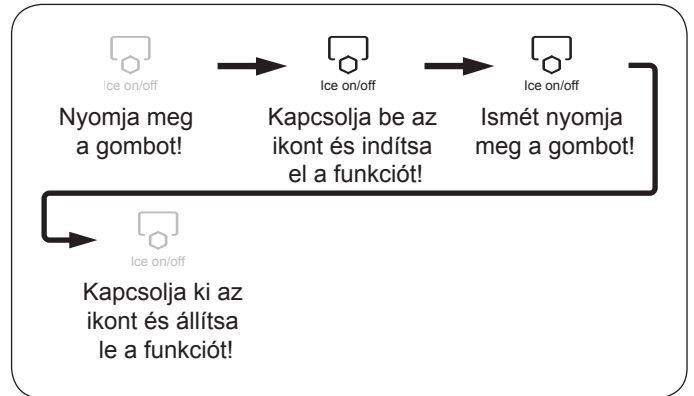 Ice on/off
Nyomja meg
a gombot!
Ice on/off
Kapcsolja be az
ikont és indítsa
el a funkciót!
Ice on/off
Ismét nyomja
meg a gombot!
Ice on/off
Kapcsolja ki az
ikont és állítsa
le a funkciót!